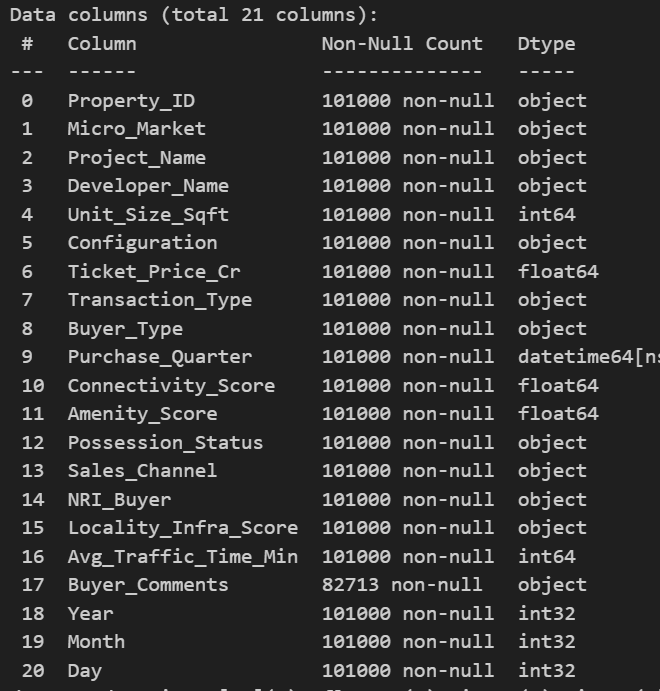 Data columns (total 21 columns):
 #   Column                Non-Null Count   Dtype
---  ------                --------------   -----
 0   Property_ID           101000 non-null  object
 1   Micro_Market          101000 non-null  object
 2   Project_Name          101000 non-null  object
 3   Developer_Name        101000 non-null  object
 4   Unit_Size_Sqft        101000 non-null  int64
 5   Configuration         101000 non-null  object
 6   Ticket_Price_Cr       101000 non-null  float64
 7   Transaction_Type      101000 non-null  object
 8   Buyer_Type            101000 non-null  object
 9   Purchase_Quarter      101000 non-null  datetime64[ns
 10  Connectivity_Score    101000 non-null  float64
 11  Amenity_Score         101000 non-null  float64
 12  Possession_Status     101000 non-null  object
 13  Sales_Channel         101000 non-null  object
 14  NRI_Buyer             101000 non-null  object
 15  Locality_Infra_Score  101000 non-null  object
 16  Avg_Traffic_Time_Min  101000 non-null  int64
 17  Buyer_Comments        82713 non-null   object
 18  Year                  101000 non-null  int32
 19  Month                 101000 non-null  int32
 20  Day                   101000 non-null  int32